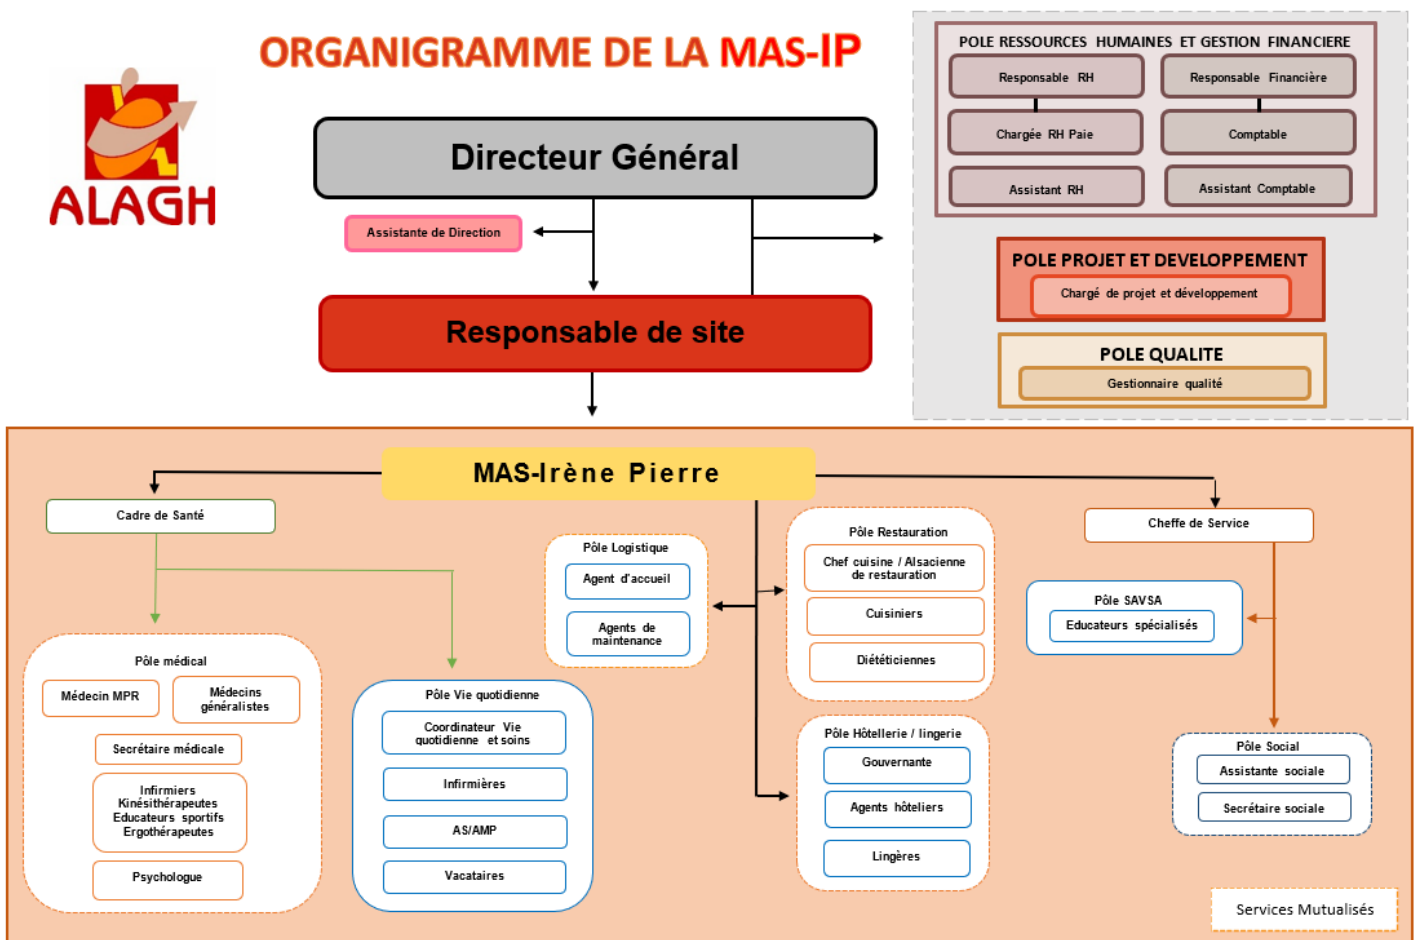 ORGANIGRAMME DE LA MAS-IP
ALAGH
Directeur Général
Assistante de Direction
Responsable de site
POLE RESSOURCES HUMAINES ET GESTION FINANCIERE
Responsable RH
Responsable Financière
Chargée RH Paie
Comptable
Assistant RH
Assistant Comptable
POLE PROJET ET DEVELOPPEMENT
Chargé de projet et développement
POLE QUALITE
Gestionnaire qualité
MAS-Irène Pierre
Cadre de Santé
Pôle médical
Médecin MPR
Médecins
généralistes
Secrétaire médicale
Infirmiers
Kinésithérapeutes
Educateurs sportifs
Ergothérapeutes
Psychologue
Pôle Vie quotidienne
Coordinateur Vie
quotidienne et soins
Infirmières
AS/AMP
Vacataires
Pôle Logistique
Agent d'accueil
Agents de
maintenance
Pôle Restauration
Chef cuisine / Alsacienne
de restauration
Cuisiniers
Diététiciennes
Pôle Hôtellerie / lingerie
Gouvernante
Agents hôteliers
Lingères
Cheffe de Service
Pôle SAVSA
Educateurs spécialisés
Pôle Social
Assistante sociale
Secrétaire sociale
Services Mutualisés